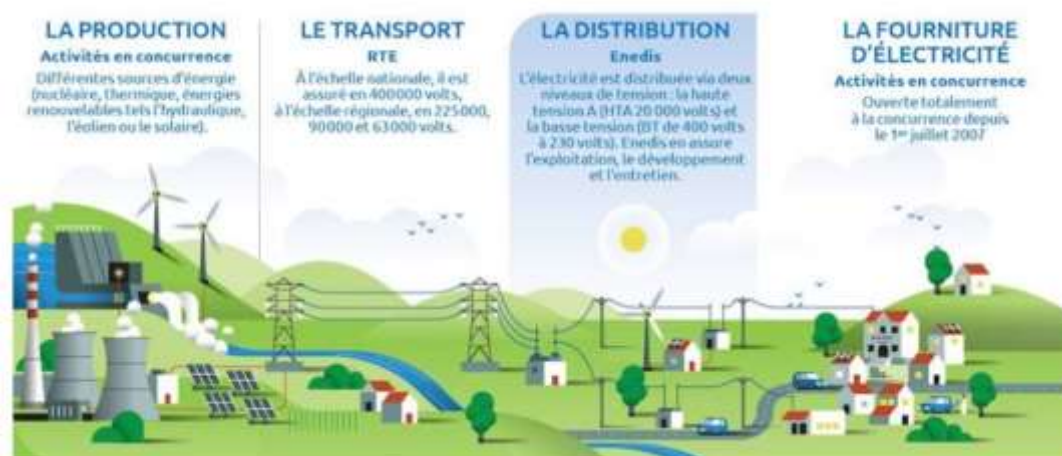 LA PRODUCTION
Activités en concurrence
Différentes sources d'énergie
(nucléaire, thermique, énergies
renouvelables tels l'hydraulique,
l'éolien ou le solaire).
LE TRANSPORT
RTE
À l'échelle nationale, il est
assuré en 400000 volts,
à l'échelle régionale, en 225000,
90000 et 63000 volts.
LA DISTRIBUTION
Enedis
L'électricité est distribuée via deux
niveaux de tension : la haute
tension A (HTA 20 000 volts) et
la basse tension (BT de 400 volts
à 230 volts). Enedis en assure
l'exploitation, le développement
et l'entretien.
LA FOURNITURE
D'ÉLECTRICITÉ
Activités en concurrence
Ouverte totalement
à la concurrence depuis
le 1er juillet 2007